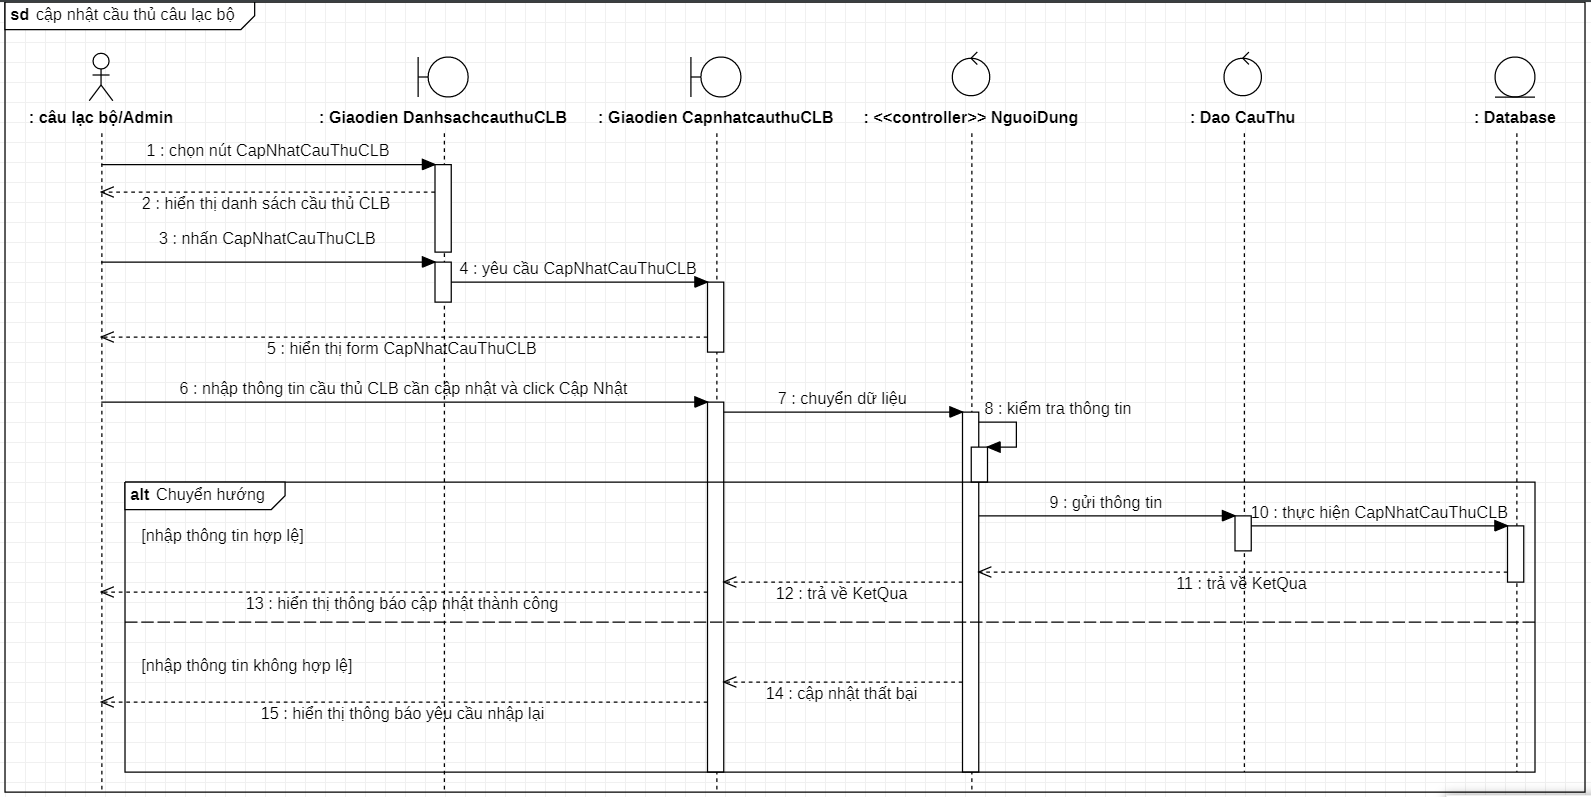 sd cập nhật cầu thủ câu lạc bộ
: câu lạc bộ/Admin
: Giaodien DanhsachcauthuCLB
: Giaodien CapnhatcauthuCLB
: <<controller>> NguoiDung
: Dao CauThu
: Database
1 : chọn nút CapNhatCauThuCLB
2 : hiển thị danh sách cầu thủ CLB
3 : nhấn CapNhatCauThuCLB
4 : yêu cầu CapNhatCauThuCLB
5 : hiển thị form CapNhatCauThuCLB
6 : nhập thông tin cầu thủ CLB cần cập nhật và click Cập Nhật
7 : chuyển dữ liệu
8 : kiểm tra thông tin
alt Chuyển hướng
9 : gửi thông tin
10 : thực hiện CapNhatCauThuCLB
[nhập thông tin hợp lệ]
11 : trả về KetQua
12 : trả về KetQua
13 : hiển thị thông báo cập nhật thành công
[nhập thông tin không hợp lệ]
14 : cập nhật thất bại
15 : hiển thị thông báo yêu cầu nhập lại